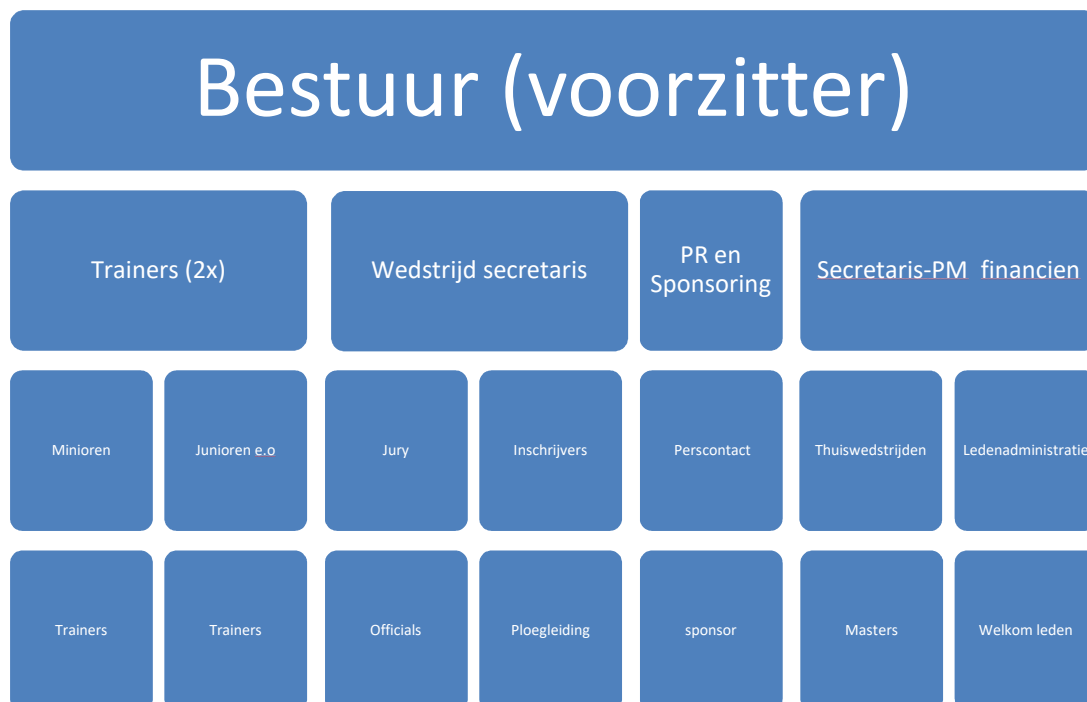 Bestuur (voorzitter)
Trainers (2x)
Wedstrijd secretaris
PR en
Sponsoring
Secretaris-PM financien
Minioren
Junioren e.o
Jury
Inschrijvers
Perscontact
Thuiswedstrijden
Ledenadministratie
Trainers
Trainers
Officials
Ploegleiding
sponsor
Masters
Welkom leden